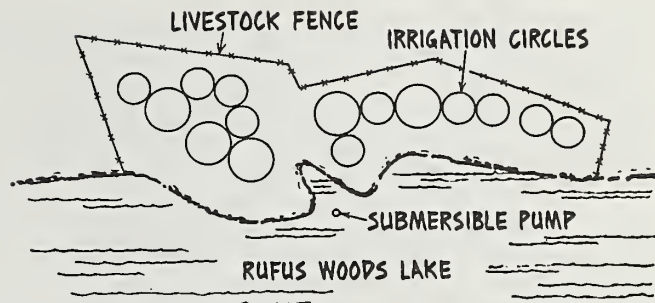 LIVESTOCK FENCE
IRRIGATION CIRCLES
SUBMERSIBLE PUMP
RUFUS WOODS LAKE